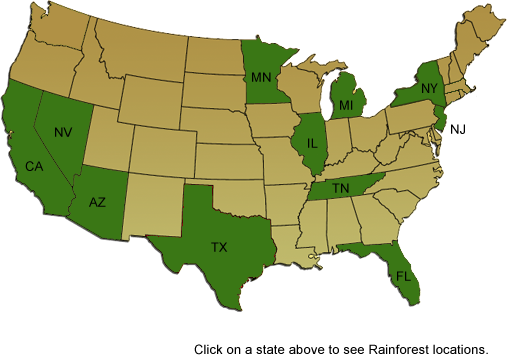 MN
NY
MI
NJ
NV
IL
CA
TN
AZ
TX
FL
Click on a state above to see Rainforest locations.